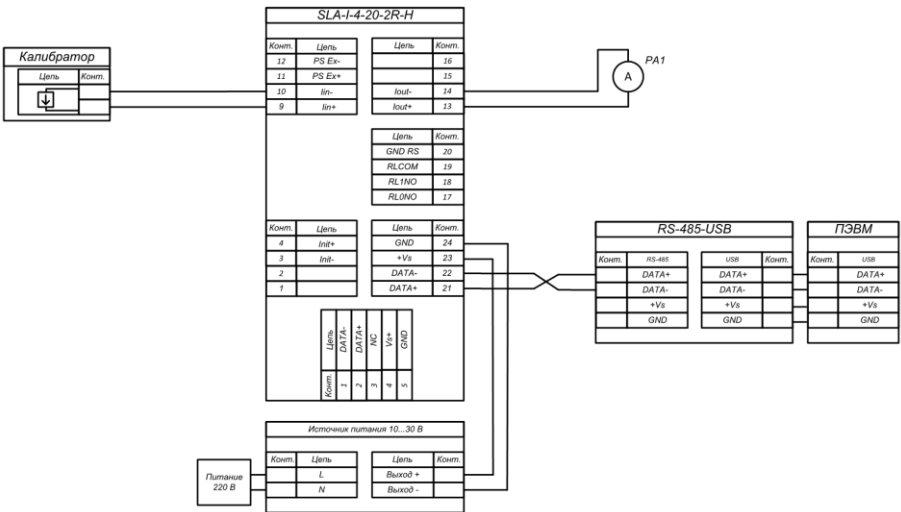 SLA-I-4-20-2R-H
Калибратор
Цепь Конт.
Конт. Цепь
12 PS Ex-
11 PS Ex+
10 Iin-
9 Iin+
Цепь Конт.
16
15
Iout- 14
Iout+ 13
PA1
A
Цепь Конт.
GND RS 20
RLCOM 19
RL1NO 18
RL0NO 17
Конт. Цепь
4 Init+
3 Init-
2
1
Цепь Конт.
GND 24
+Vs 23
DATA- 22
DATA+ 21
RS-485-USB
Конт. RS-485
DATA+
DATA-
+Vs
GND
USB Конт.
DATA+
DATA-
+Vs
GND
ПЭВМ
Конт. USB
DATA+
DATA-
+Vs
GND
Конт. Цепь
1 DATA-
2 DATA+
3 NC
4 Vs+
5 GND
Источник питания 10...30 В
Конт. Цепь
L
N
Цепь Конт.
Выход +
Выход -
Питание
220 В